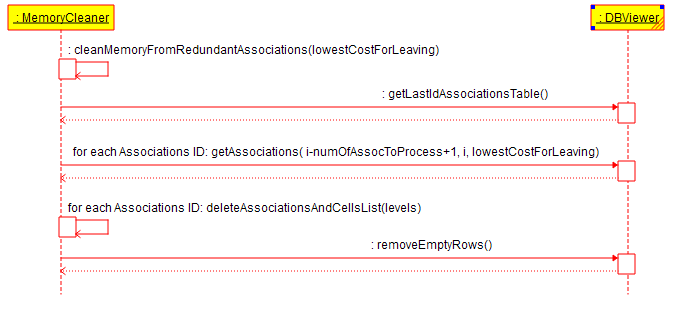 : MemoryCleaner
: DBViewer
: cleanMemoryFromRedundantAssociations(lowestCostForLeaving)
: getLastIdAssociationsTable()
for each Associations ID: getAssociations( i-numOfAssocToProcess+1, i, lowestCostForLeaving)
for each Associations ID: deleteAssociationsAndCellsList(levels)
: removeEmptyRows()